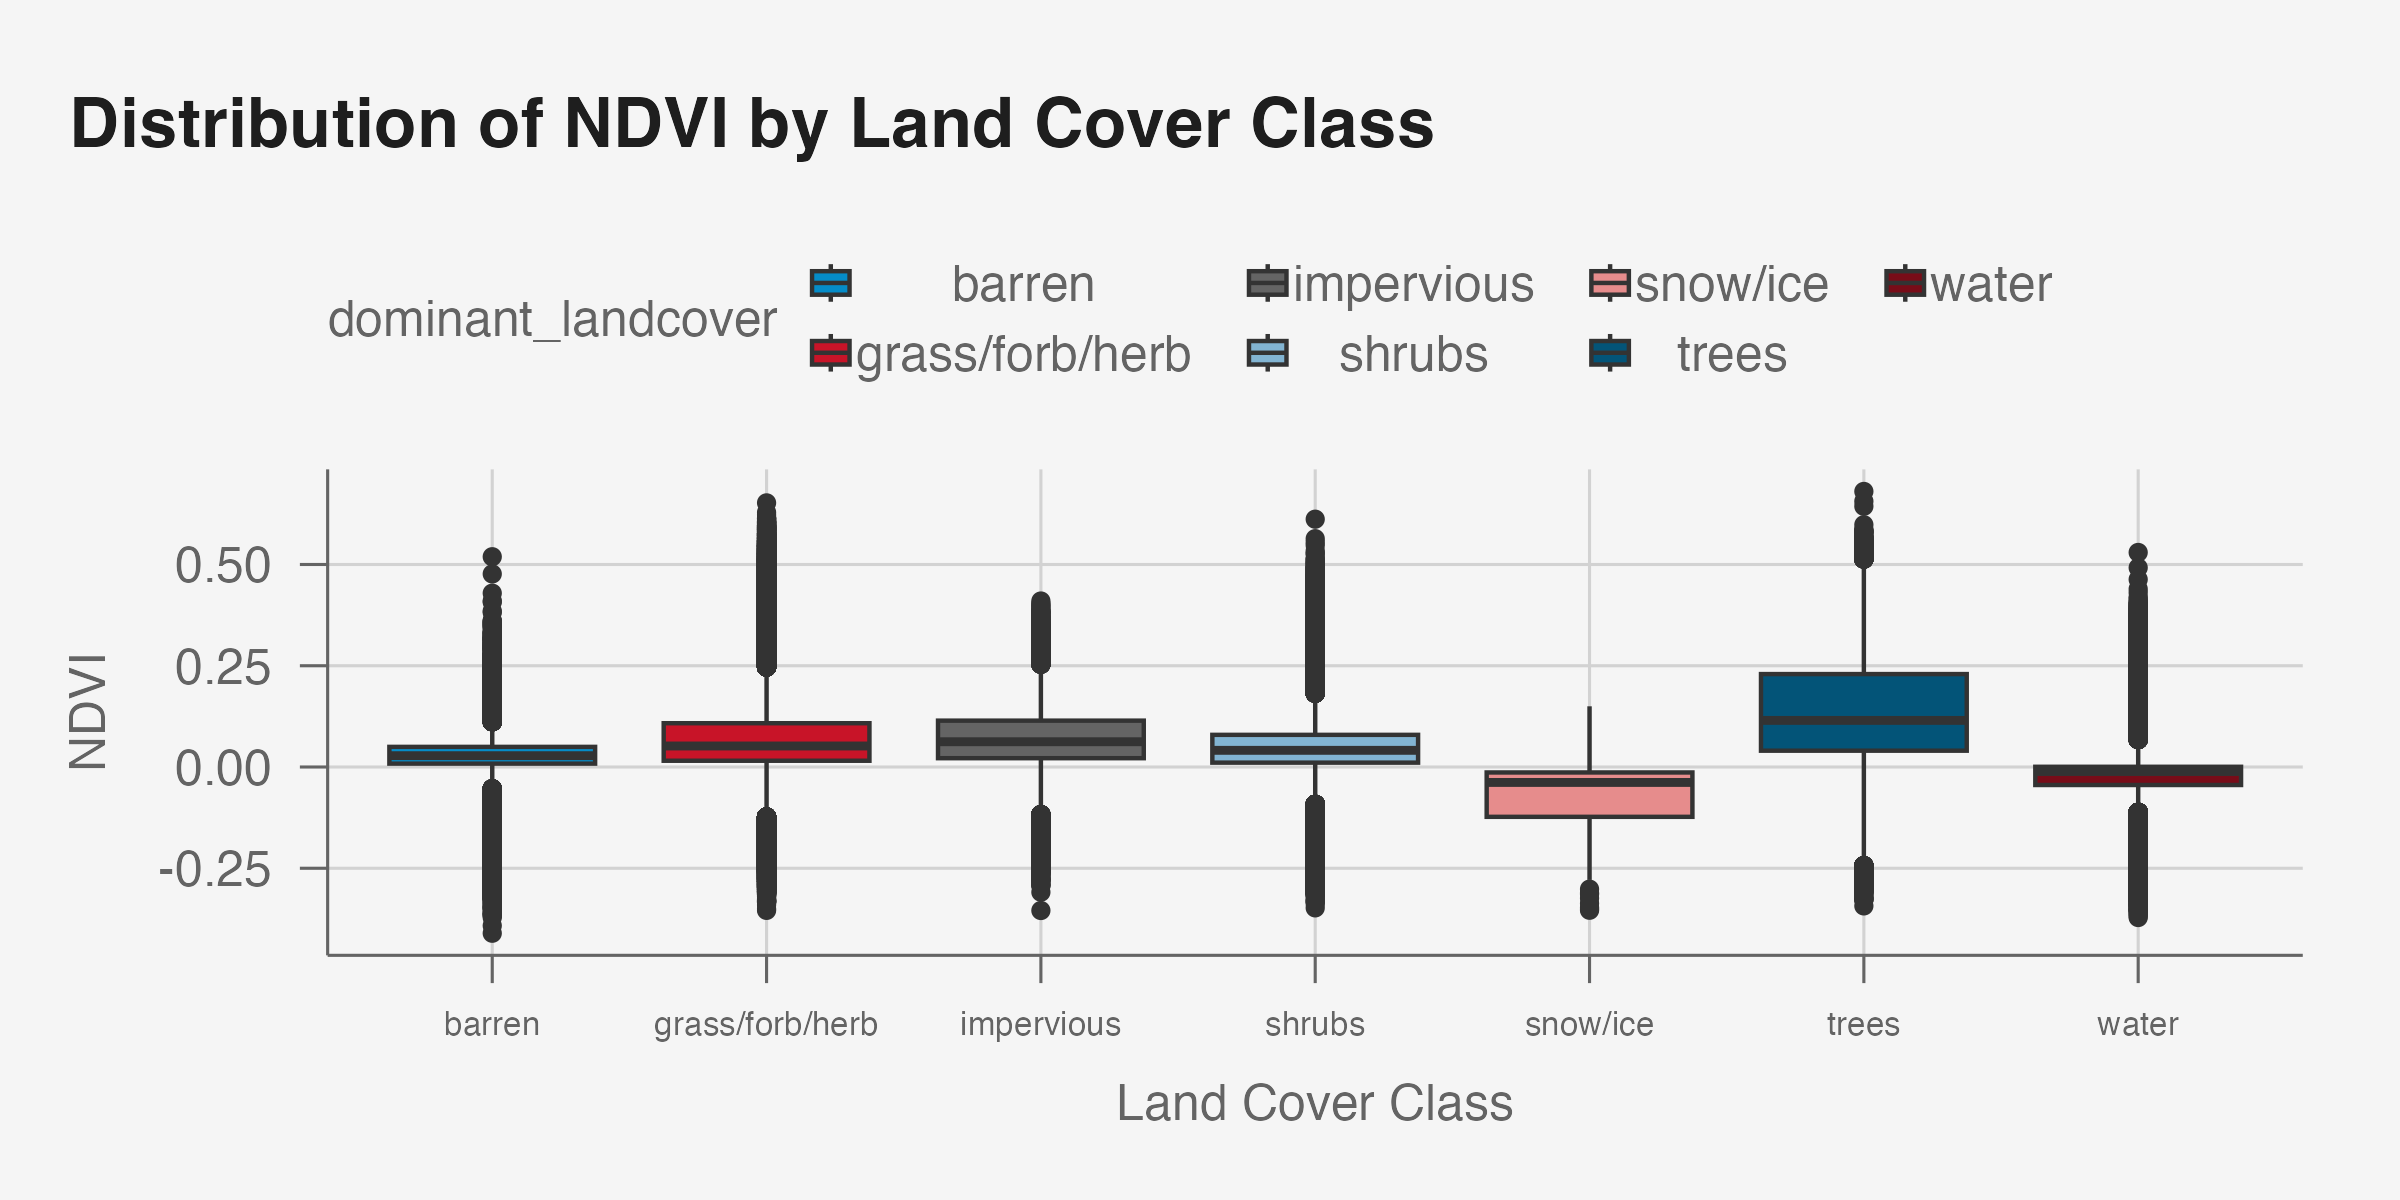 Distribution of NDVI by Land Cover Class
dominant_landcover
barren
impervious
snow/ice
water
grass/forb/herb
shrubs
trees
NDVI
0.50
0.25
0.00
-0.25
barren
grass/forb/herb
impervious
shrubs
snow/ice
trees
water
Land Cover Class